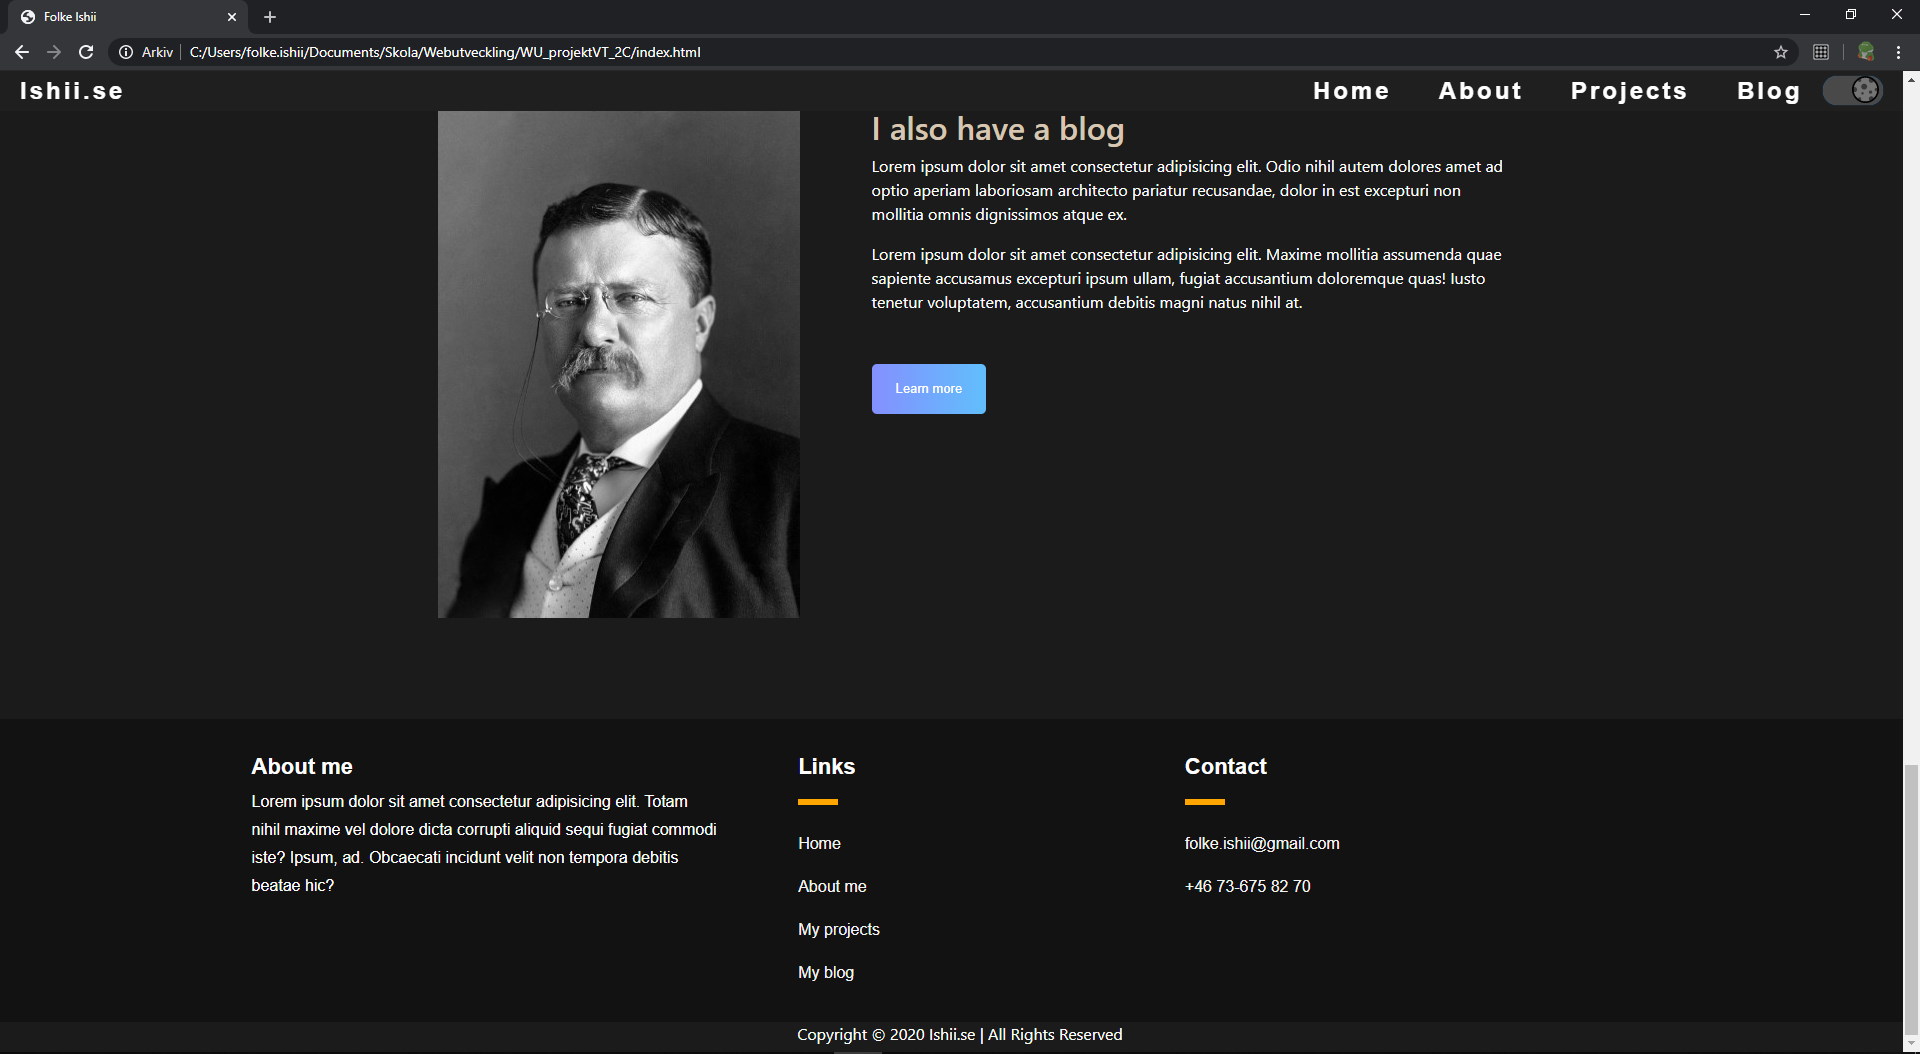 Folke Ishii
Arkiv
C:/Users/folke.ishii/Documents/Skola/Webutveckling/WU_projektVT_2C/index.html
Ishii.se
Home
About
Projects
Blog
I also have a blog
Lorem ipsum dolor sit amet consectetur adipisicing elit. Odio nihil autem dolores amet ad
optio aperiam laboriosam architecto pariatur recusandae, dolor in est excepturi non
mollitia omnis dignissimos atque ex.
Lorem ipsum dolor sit amet consectetur adipisicing elit. Maxime mollitia assumenda quae
sapiente accusamus excepturi ipsum ullam, fugiat accusantium doloremque quas! Iusto
tenetur voluptatem, accusantium debitis magni natus nihil at.
Learn more
About me
Lorem ipsum dolor sit amet consectetur adipisicing elit. Totam
nihil maxime vel dolore dicta corrupti aliquid sequi fugiat commodi
iste? Ipsum, ad. Obcaecati incidunt velit non tempora debitis
beatae hic?
Links
Home
About me
My projects
My blog
Contact
folke.ishii@gmail.com
+46 73-675 82 70
Copyright © 2020 Ishii.se | All Rights Reserved